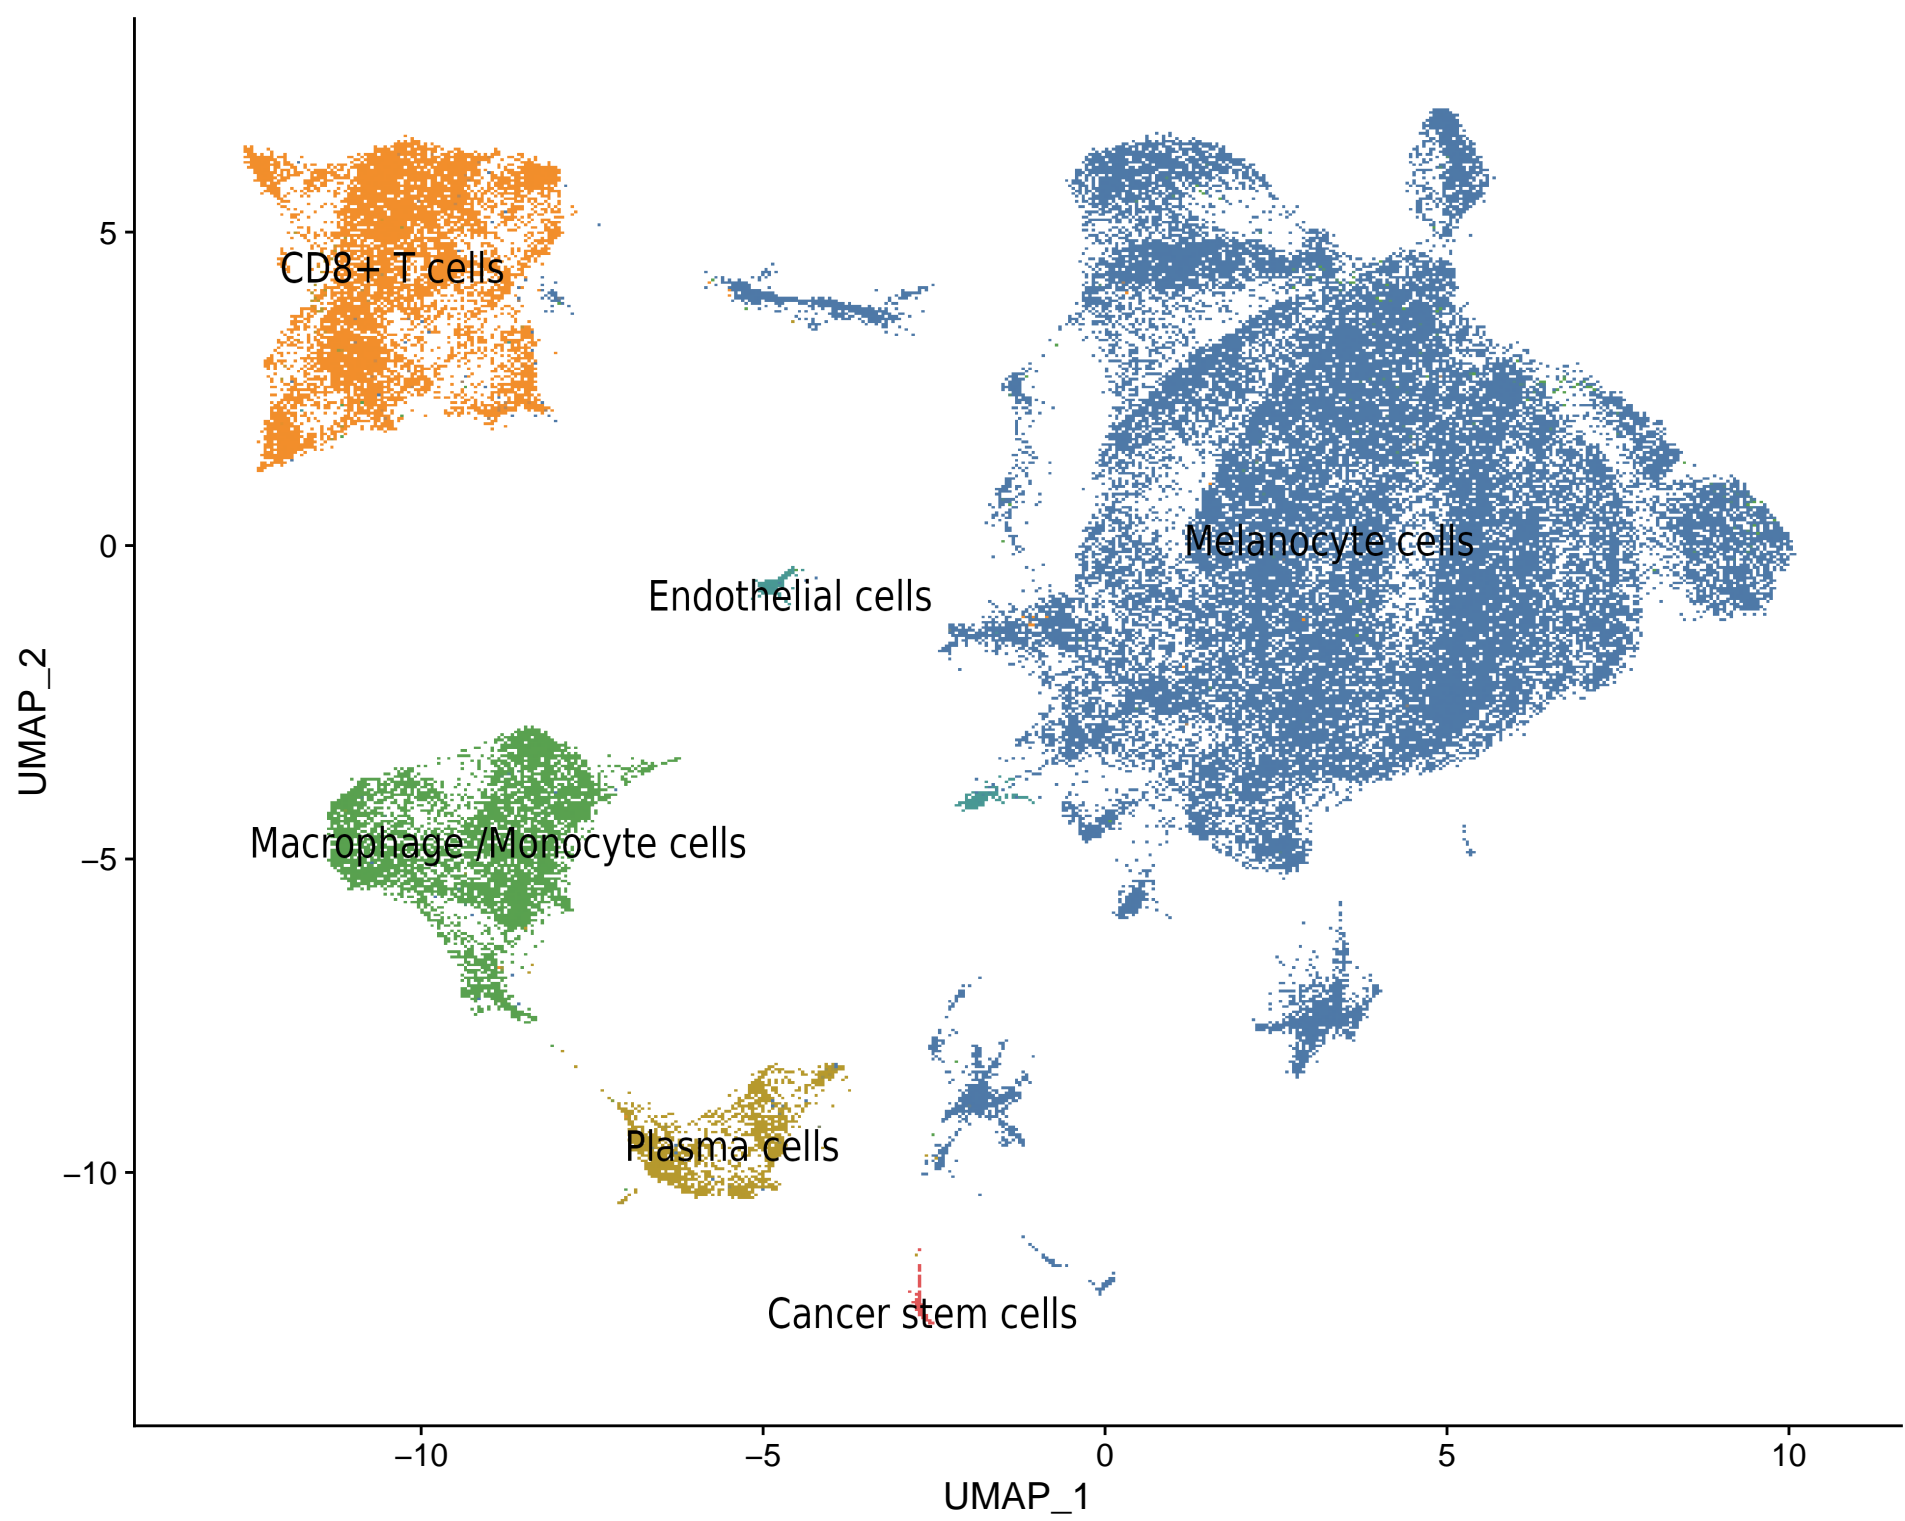 5
0
−5
−10
UMAP_2
CD8+ T cells
Melanocyte cells
Endothelial cells
Macrophage /Monocyte cells
Plasma cells
Cancer stem cells
−10 −5 0 5 10
UMAP_1